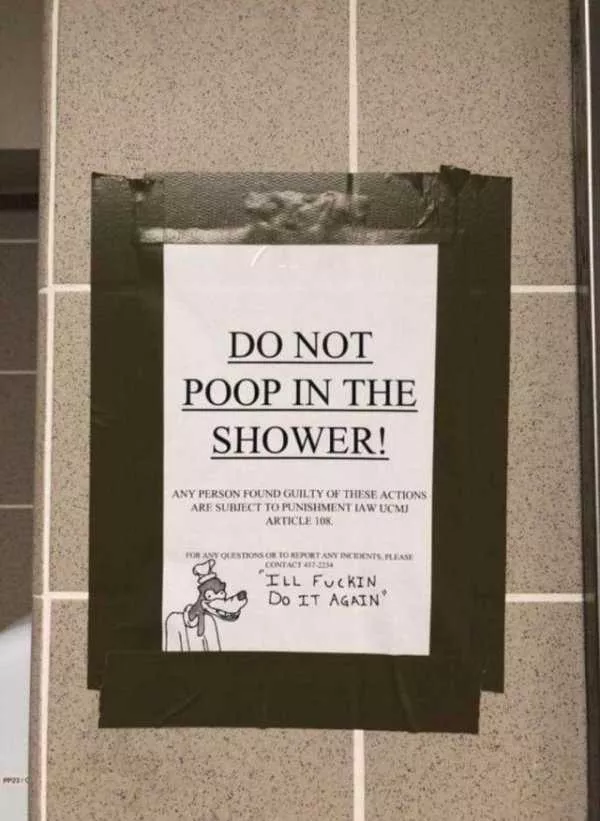 DO NOT
POOP IN THE
SHOWER!
ANY PERSON FOUND GUILTY OF THESE ACTIONS
ARE SUBJECT TO PUNISHMENT IAW UCMJ
ARTICLE 108.
FOR ANY QUESTIONS OR TO REPORT ANY INCIDENTS, PLEASE
CONTACT 457-2234
"ILL FUCKIN
DO IT AGAIN"